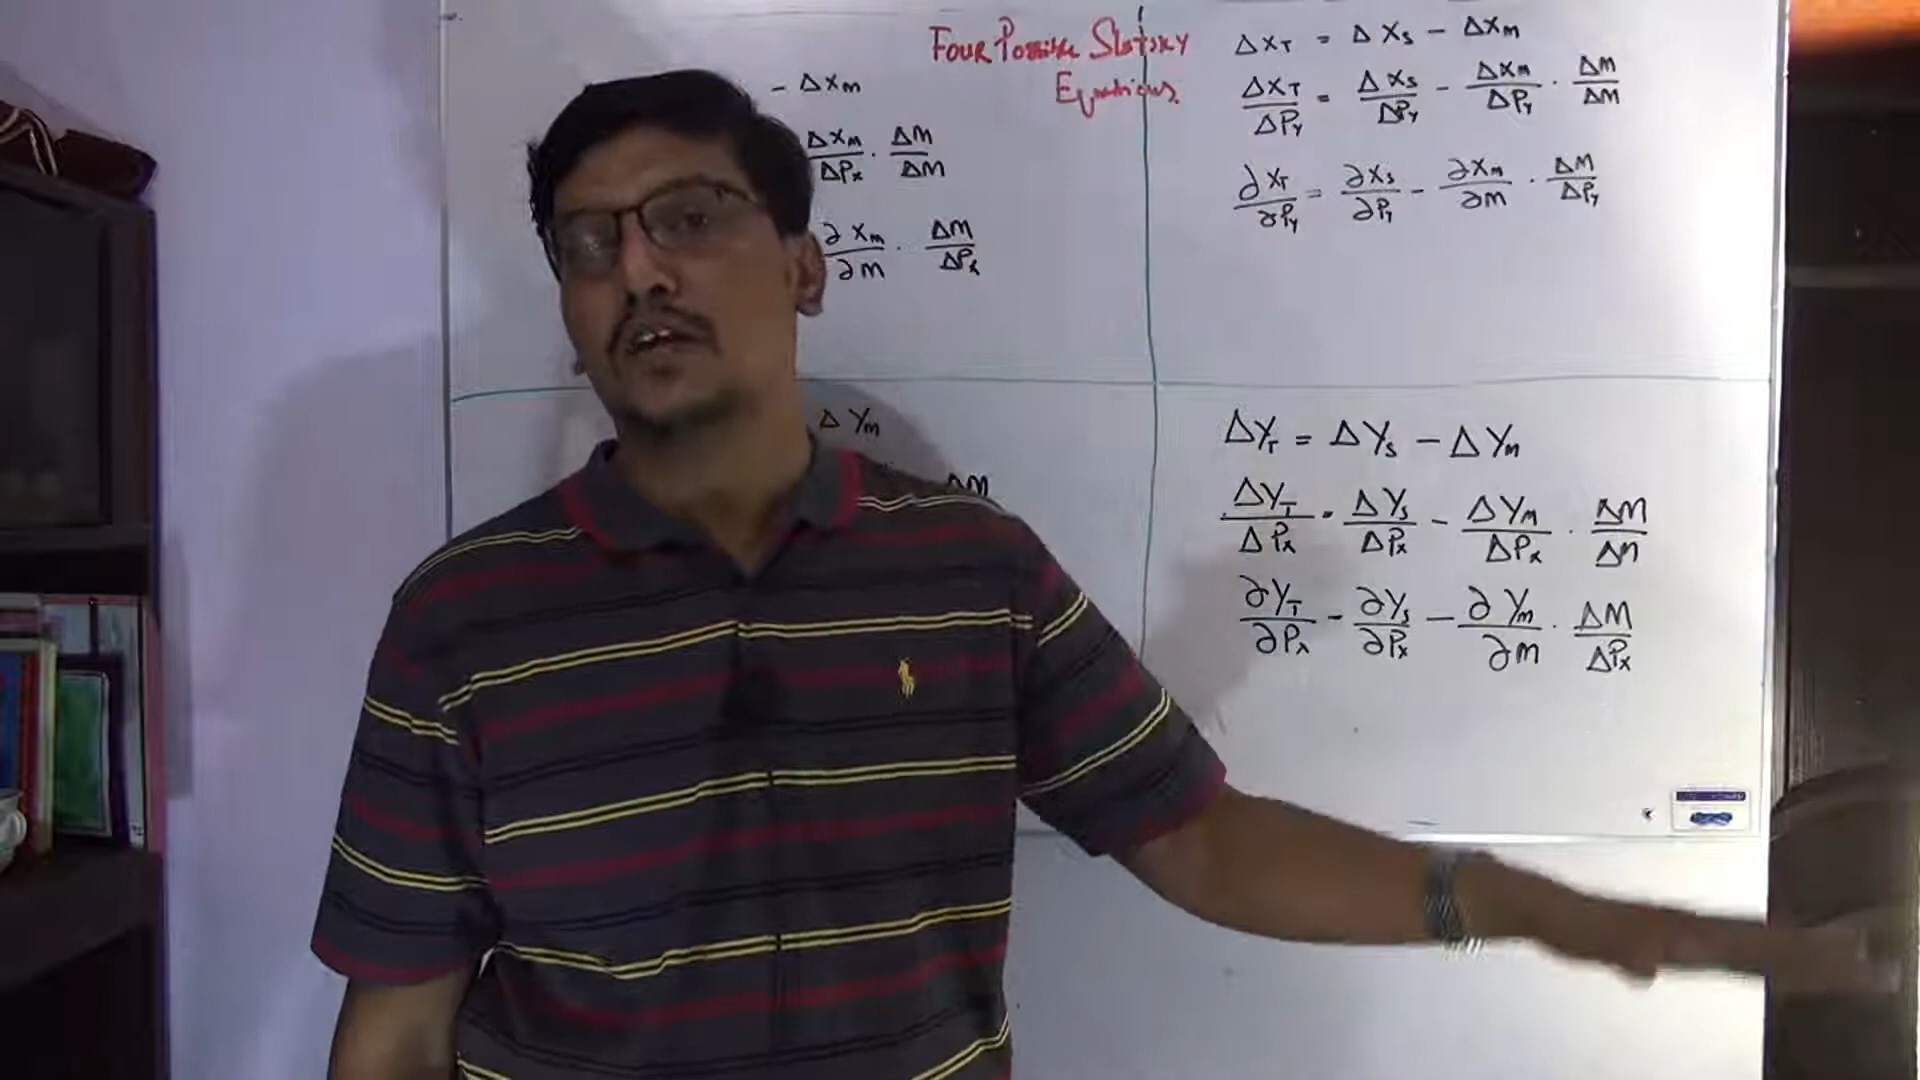 Four Possible Slutsky
Equations.
- ΔXm
ΔXm/ΔPx · ΔM/ΔM
∂Xm/∂m · ΔM/ΔPx
ΔXT = ΔXs - ΔXm
ΔXT/ΔPy = ΔXs/ΔPy - ΔXm/ΔPy · ΔM/ΔM
∂XT/∂Py = ∂Xs/∂Py - ∂Xm/∂m · ΔM/ΔPy
ΔYm
ΔM
ΔYT = ΔYs - ΔYm
ΔYT/ΔPx = ΔYs/ΔPx - ΔYm/ΔPx · ΔM/ΔM
∂YT/∂Px - ∂Ys/∂Px - ∂Ym/∂m · ΔM/ΔPx